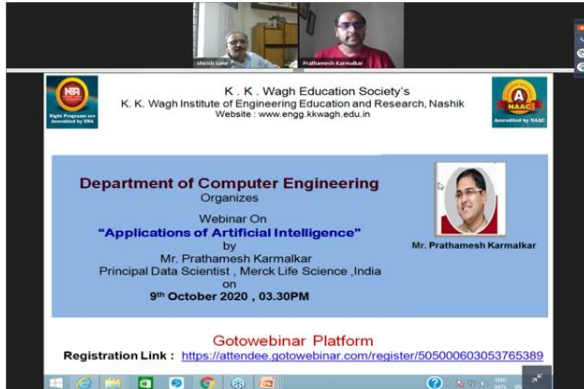 shirish sane
Prathamesh Karmalkar
K . K . Wagh Education Society's
K. K. Wagh Institute of Engineering Education and Research, Nashik
Website : www.engg.kkwagh.edu.in
NBA
Eight Programs are
Accredited by NBA
A
NAAC
Accredited by NAAC
Department of Computer Engineering
Organizes
Webinar On
“Applications of Artificial Intelligence”
by
Mr. Prathamesh Karmalkar
Principal Data Scientist , Merck Life Science ,India
on
9th October 2020 , 03.30PM
Mr. Prathamesh Karmalkar
Gotowebinar Platform
Registration Link : https://attendee.gotowebinar.com/register/505000603053765389
ENG